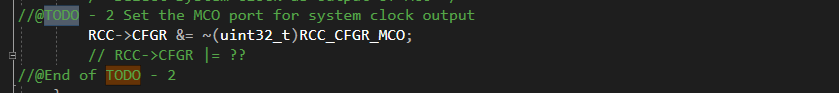 //@TODO - 2 Set the MCO port for system clock output
RCC->CFGR &= ~(uint32_t)RCC_CFGR_MCO;
// RCC->CFGR |= ??
//@End of TODO - 2